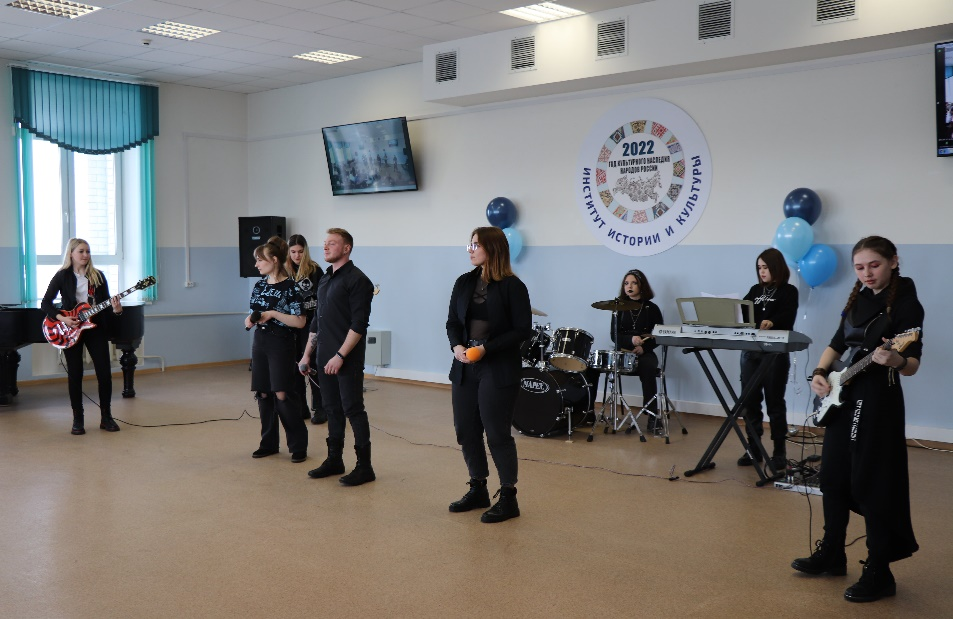 2022
ГОД КУЛЬТУРНОГО НАСЛЕДИЯ
НАРОДОВ РОССИИ
ИНСТИТУТ ИСТОРИИ И КУЛЬТУРЫ
MAPEX